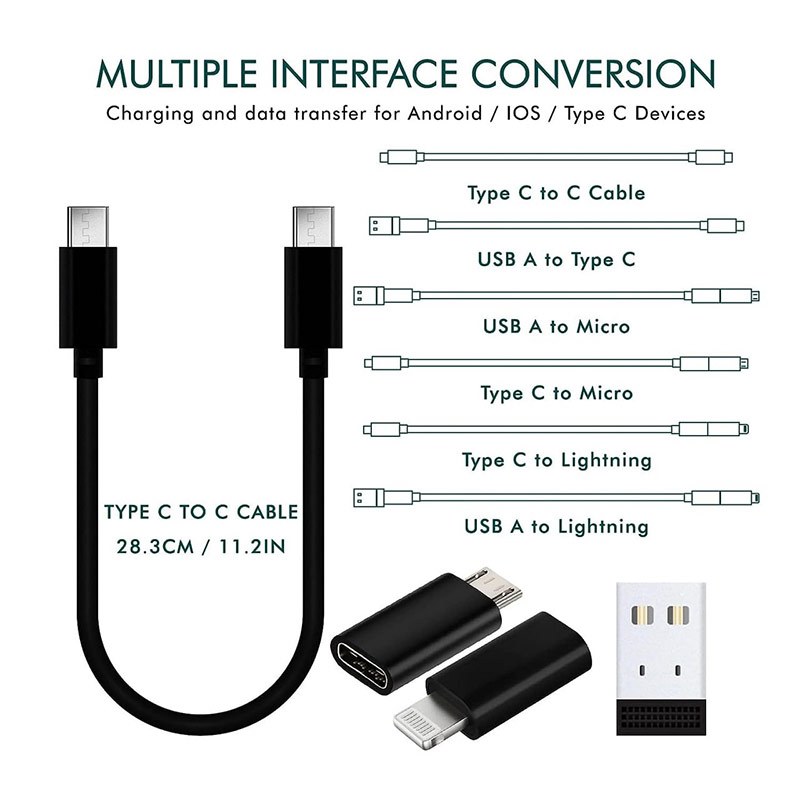 MULTIPLE INTERFACE CONVERSION
Charging and data transfer for Android / IOS / Type C Devices
Type C to C Cable
USB A to Type C
USB A to Micro
Type C to Micro
Type C to Lightning
USB A to Lightning
TYPE C TO C CABLE
28.3CM / 11.2IN